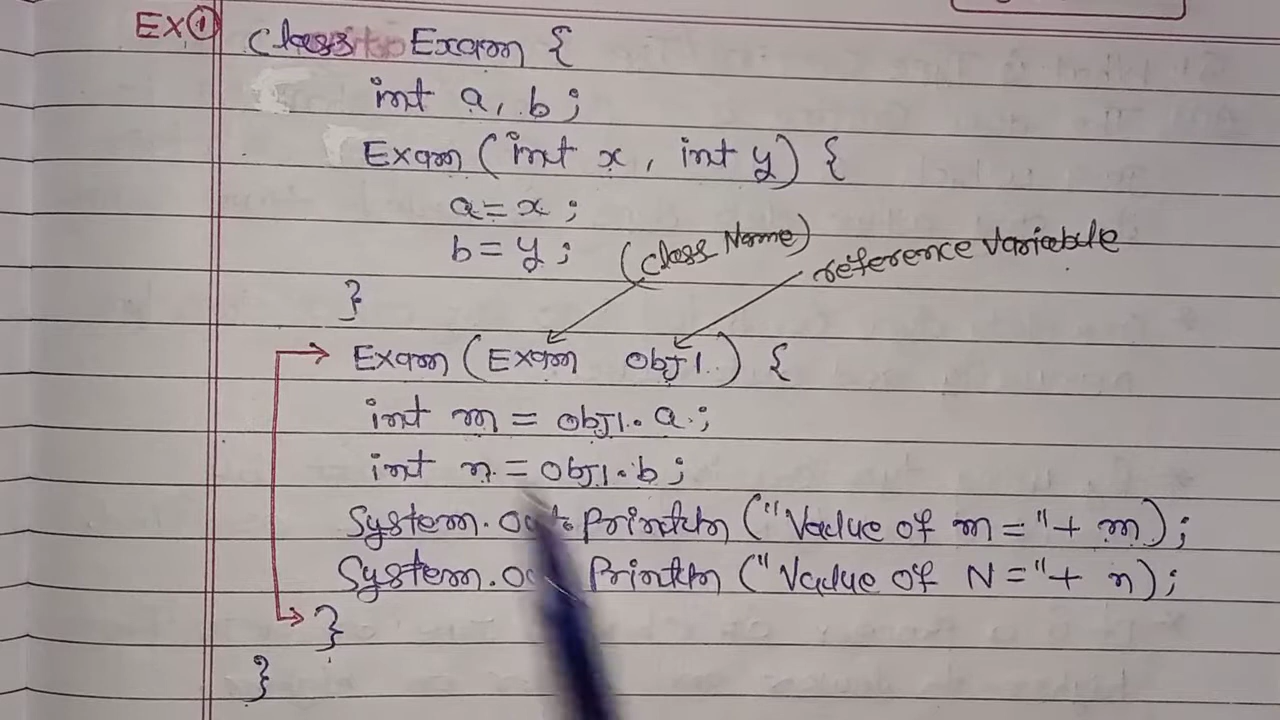 Ex① Class Exam {
int a, b;
Exam (int x, int y) {
a = x;
b = y;
(class Name)
reference variable
}
Exam (Exam obj1) {
int m = obj1.a;
int n = obj1.b;
System.out.println ("Value of m = "+ m);
System.out.println ("Value of N = "+ n);
}
}